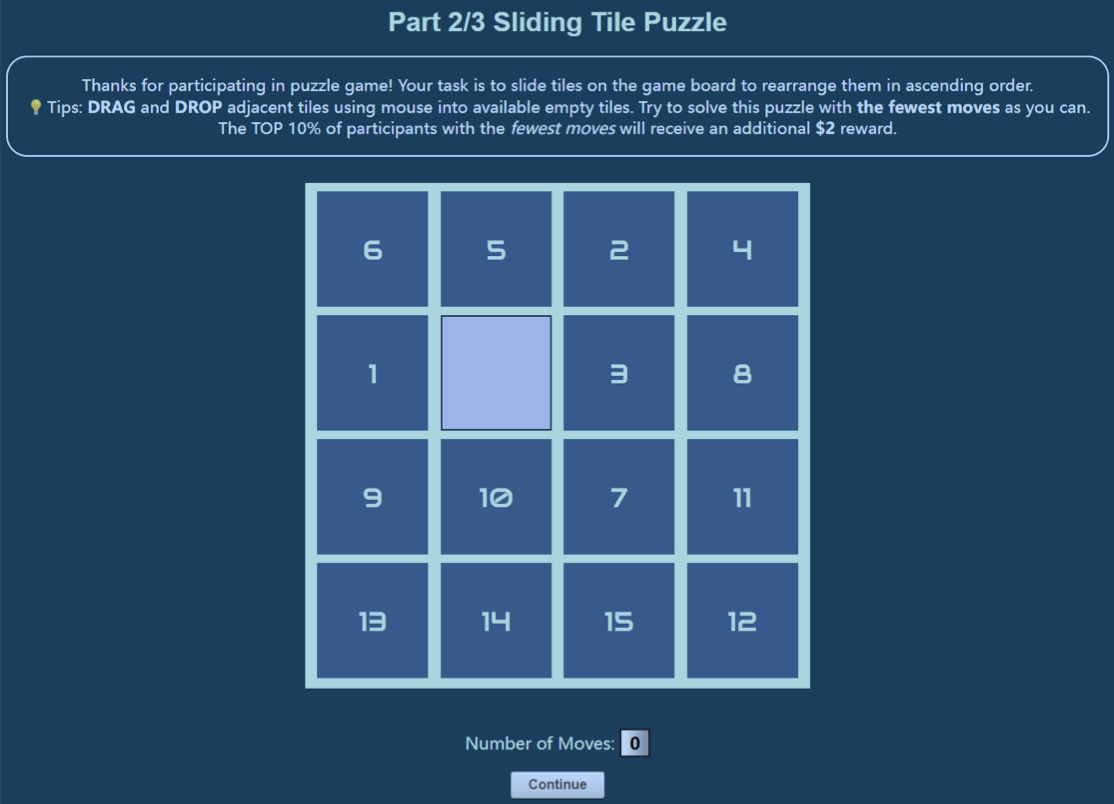 Part 2/3 Sliding Tile Puzzle
Thanks for participating in puzzle game! Your task is to slide tiles on the game board to rearrange them in ascending order.
Tips: DRAG and DROP adjacent tiles using mouse into available empty tiles. Try to solve this puzzle with the fewest moves as you can.
The TOP 10% of participants with the fewest moves will receive an additional $2 reward.
6 5 2 4
1 3 8
9 10 7 11
13 14 15 12
Number of Moves: 0
Continue